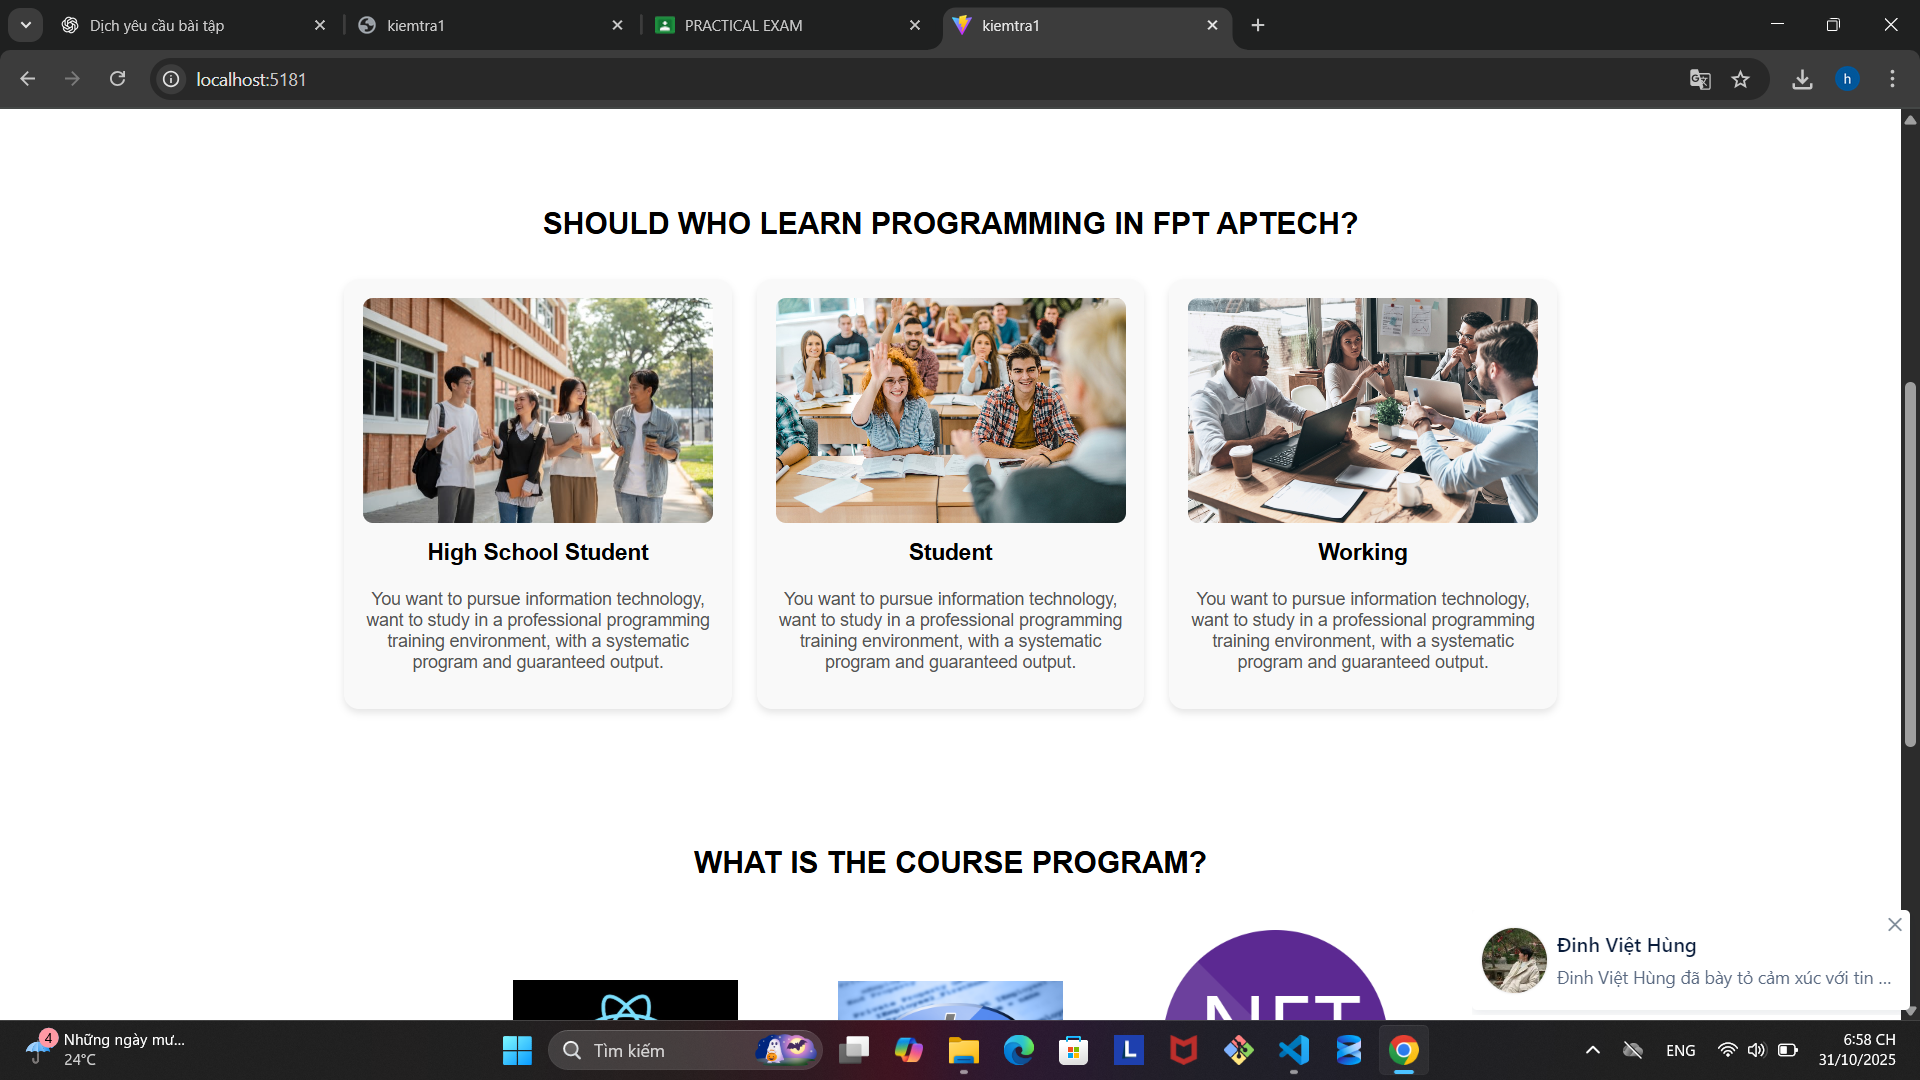 Dịch yêu cầu bài tập
kiemtra1
PRACTICAL EXAM
kiemtra1
localhost:5181
h
SHOULD WHO LEARN PROGRAMMING IN FPT APTECH?
High School Student
You want to pursue information technology,
want to study in a professional programming
training environment, with a systematic
program and guaranteed output.
Student
You want to pursue information technology,
want to study in a professional programming
training environment, with a systematic
program and guaranteed output.
Working
You want to pursue information technology,
want to study in a professional programming
training environment, with a systematic
program and guaranteed output.
WHAT IS THE COURSE PROGRAM?
.NET
Đinh Việt Hùng
Đinh Việt Hùng đã bày tỏ cảm xúc với tin ...
4
Những ngày mư...
24°C
Tìm kiếm
L
ENG
6:58 CH
31/10/2025